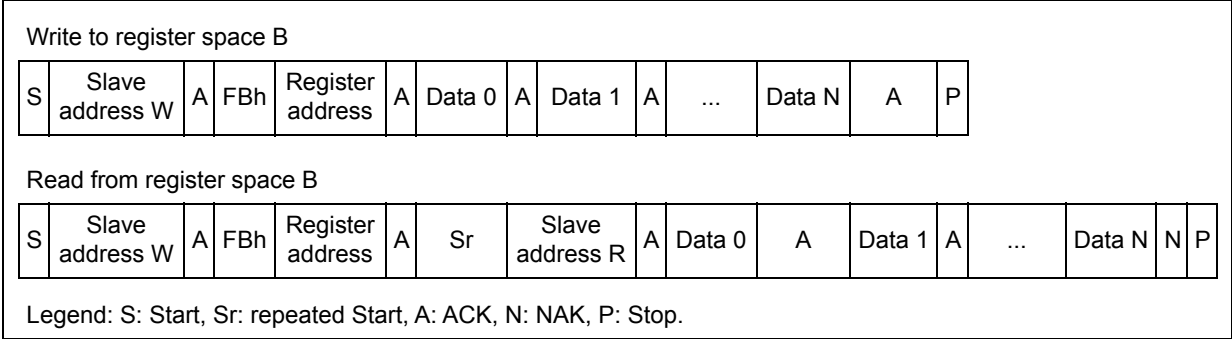 Write to register space B
S Slave address W A FBh Register address A Data 0 A Data 1 A ... Data N A P
Read from register space B
S Slave address W A FBh Register address A Sr Slave address R A Data 0 A Data 1 A ... Data N N P
Legend: S: Start, Sr: repeated Start, A: ACK, N: NAK, P: Stop.